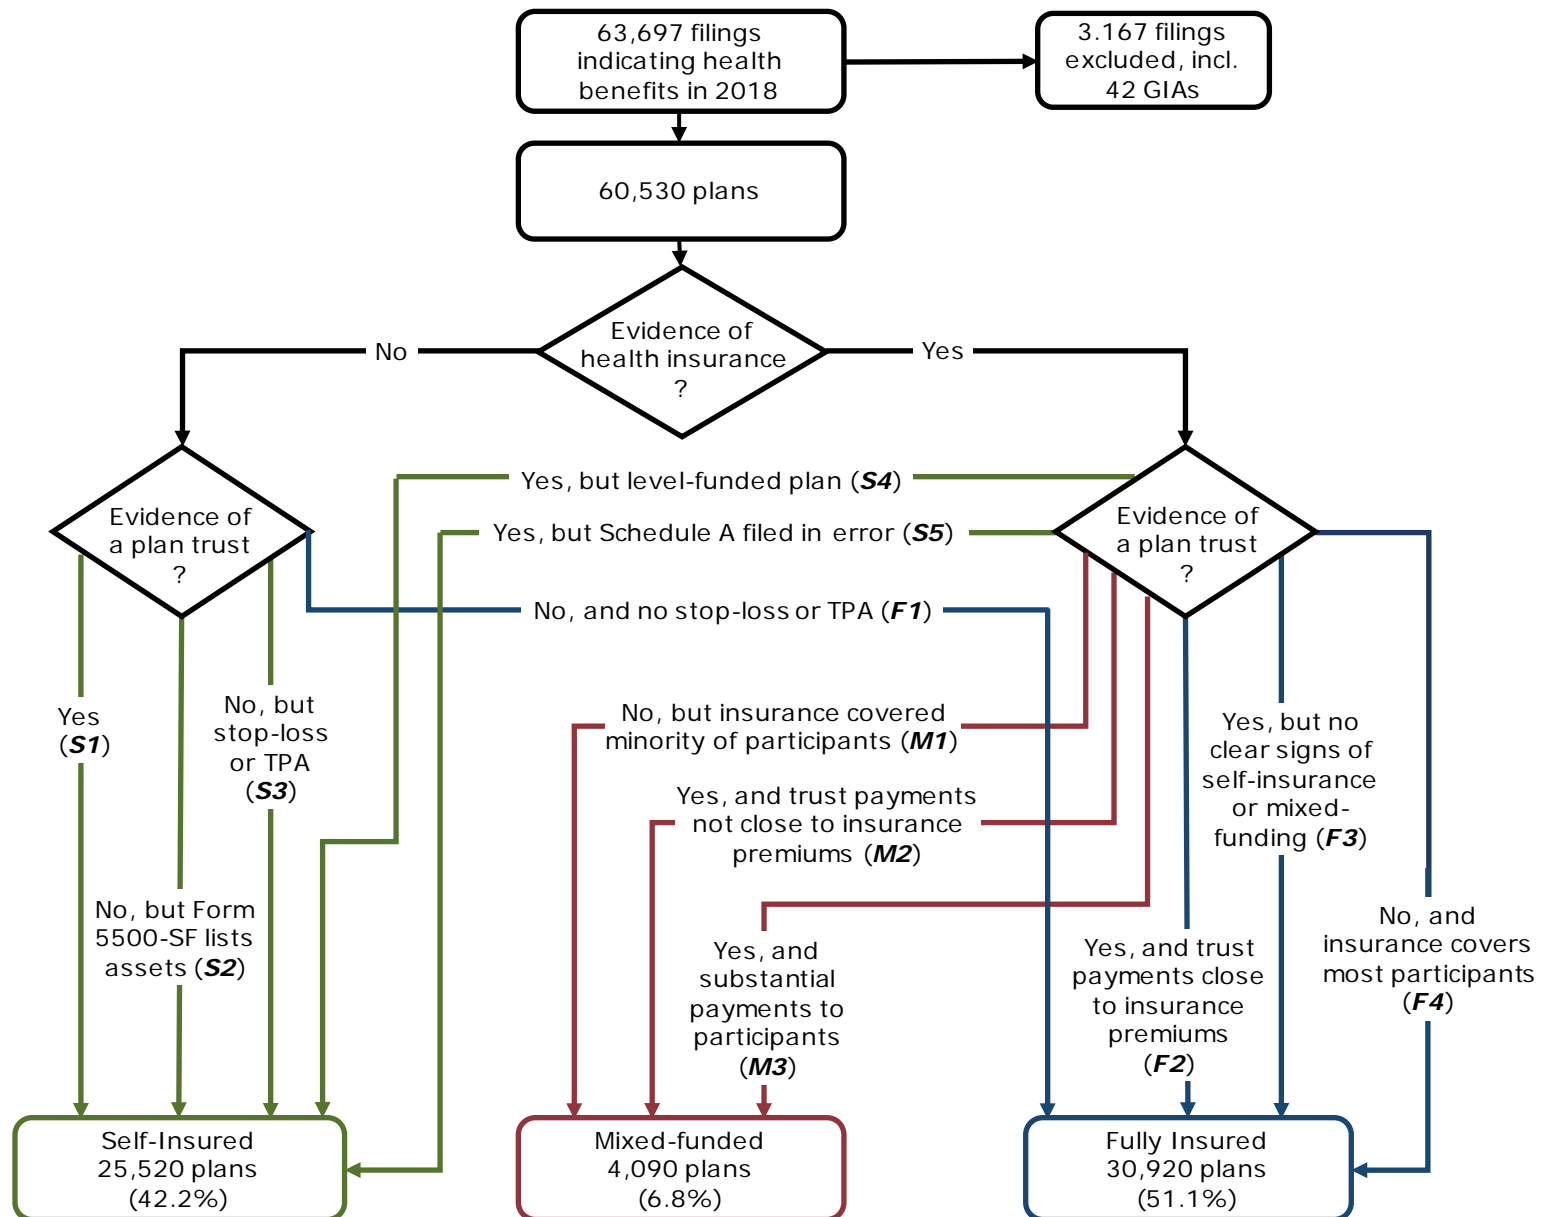 63,697 filings
indicating health
benefits in 2018
3.167 filings
excluded, incl.
42 GIAs
60,530 plans
Evidence of
health insurance
?
No
Yes
Evidence of
a plan trust
?
Evidence of
a plan trust
?
Yes, but level-funded plan (S4)
Yes, but Schedule A filed in error (S5)
No, and no stop-loss or TPA (F1)
Yes
(S1)
No, but
stop-loss
or TPA
(S3)
No, but Form
5500-SF lists
assets (S2)
No, but insurance covered
minority of participants (M1)
Yes, and trust payments
not close to insurance
premiums (M2)
Yes, and
substantial
payments to
participants
(M3)
Yes, but no
clear signs of
self-insurance
or mixed-
funding (F3)
Yes, and trust
payments close
to insurance
premiums
(F2)
No, and
insurance covers
most participants
(F4)
Self-Insured
25,520 plans
(42.2%)
Mixed-funded
4,090 plans
(6.8%)
Fully Insured
30,920 plans
(51.1%)